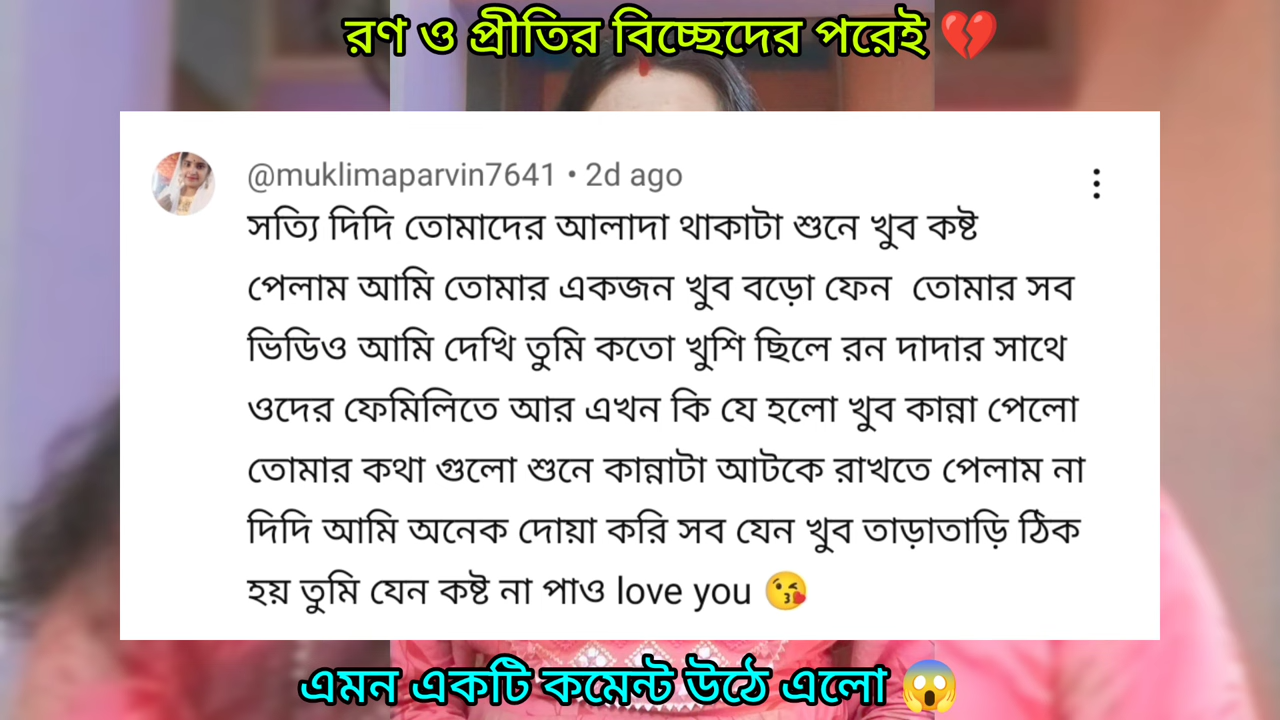 রণ ও প্রীতির বিচ্ছেদের পরেই 💔
@muklimaparvin7641 • 2d ago
সত্যি দিদি তোমাদের আলাদা থাকাটা শুনে খুব কষ্ট
পেলাম আমি তোমার একজন খুব বড়ো ফেন তোমার সব
ভিডিও আমি দেখি তুমি কতো খুশি ছিলে রন দাদার সাথে
ওদের ফেমিলিতে আর এখন কি যে হলো খুব কান্না পেলো
তোমার কথা গুলো শুনে কান্নাটা আটকে রাখতে পেলাম না
দিদি আমি অনেক দোয়া করি সব যেন খুব তাড়াতাড়ি ঠিক
হয় তুমি যেন কষ্ট না পাও love you 😘
এমন একটি কমেন্ট উঠে এলো 😱